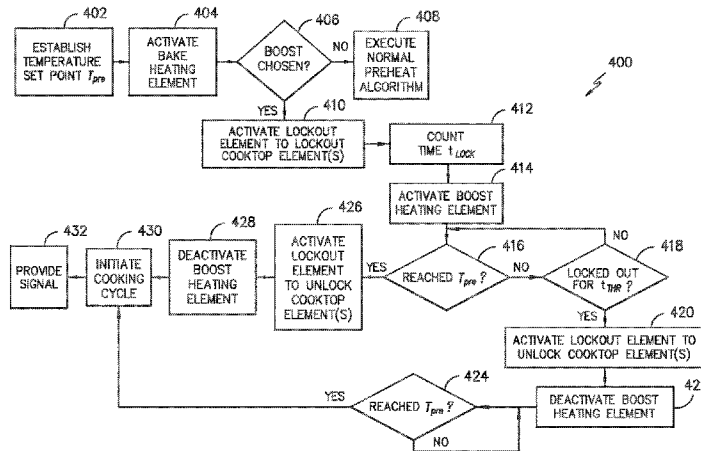 402
ESTABLISH
TEMPERATURE
SET POINT Tpre
404
ACTIVATE
BAKE
HEATING
ELEMENT
406
BOOST
CHOSEN?
NO
YES
408
EXECUTE
NORMAL
PREHEAT
ALGORITHM
400
410
ACTIVATE LOCKOUT
ELEMENT TO LOCKOUT
COOKTOP ELEMENT(S)
412
COUNT
TIME tLOCK
414
ACTIVATE BOOST
HEATING ELEMENT
416
REACHED Tpre?
YES
NO
418
LOCKED OUT
FOR tTHR?
NO
YES
420
ACTIVATE LOCKOUT ELEMENT TO
UNLOCK COOKTOP ELEMENT(S)
42
DEACTIVATE BOOST
HEATING ELEMENT
424
REACHED Tpre?
YES
NO
426
ACTIVATE
LOCKOUT
ELEMENT
TO UNLOCK
COOKTOP
ELEMENT(S)
428
DEACTIVATE
BOOST
HEATING
ELEMENT
430
INITIATE
COOKING
CYCLE
432
PROVIDE
SIGNAL